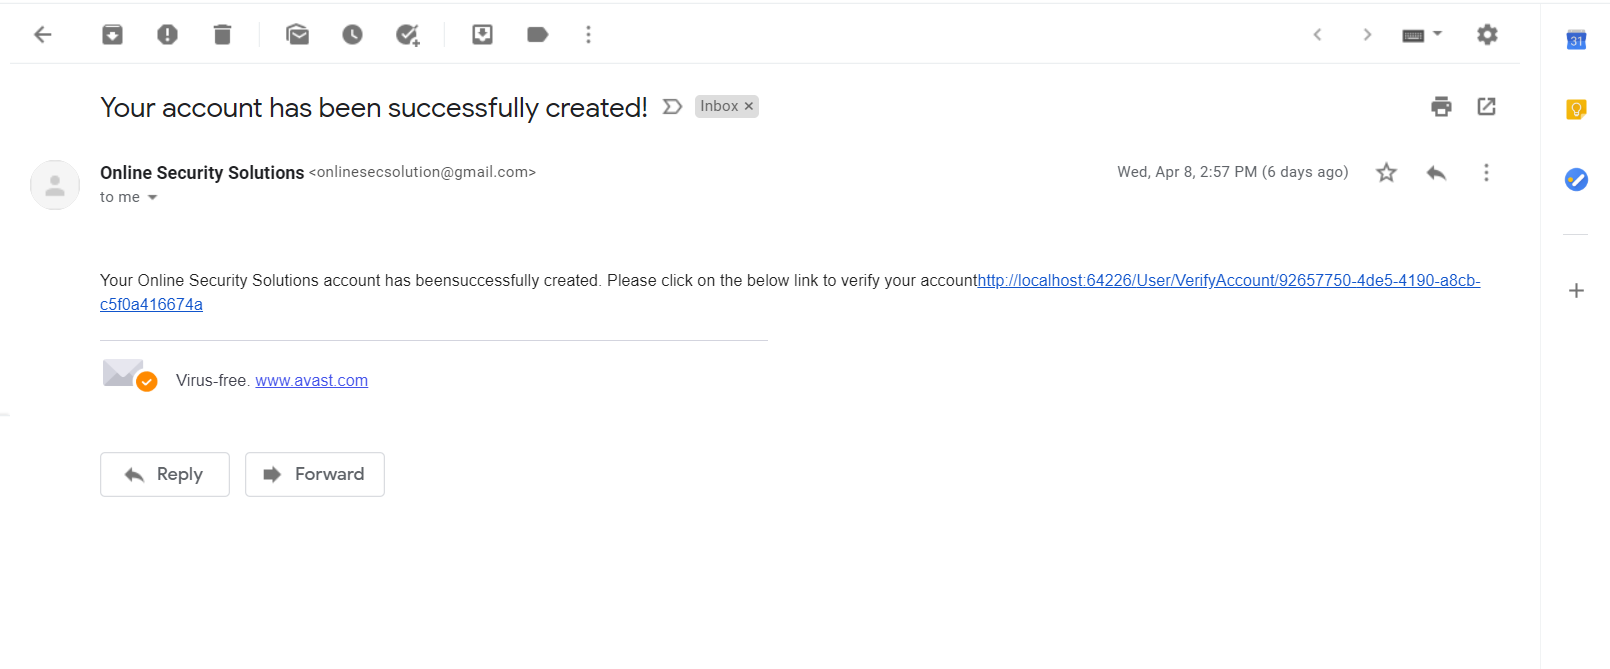 31
Your account has been successfully created!
Inbox ×
Online Security Solutions <onlinesecsolution@gmail.com>
Wed, Apr 8, 2:57 PM (6 days ago)
to me
Your Online Security Solutions account has beensuccessfully created. Please click on the below link to verify your accounthttp://localhost:64226/User/VerifyAccount/92657750-4de5-4190-a8cb-
c5f0a416674a
Virus-free. www.avast.com
Reply
Forward